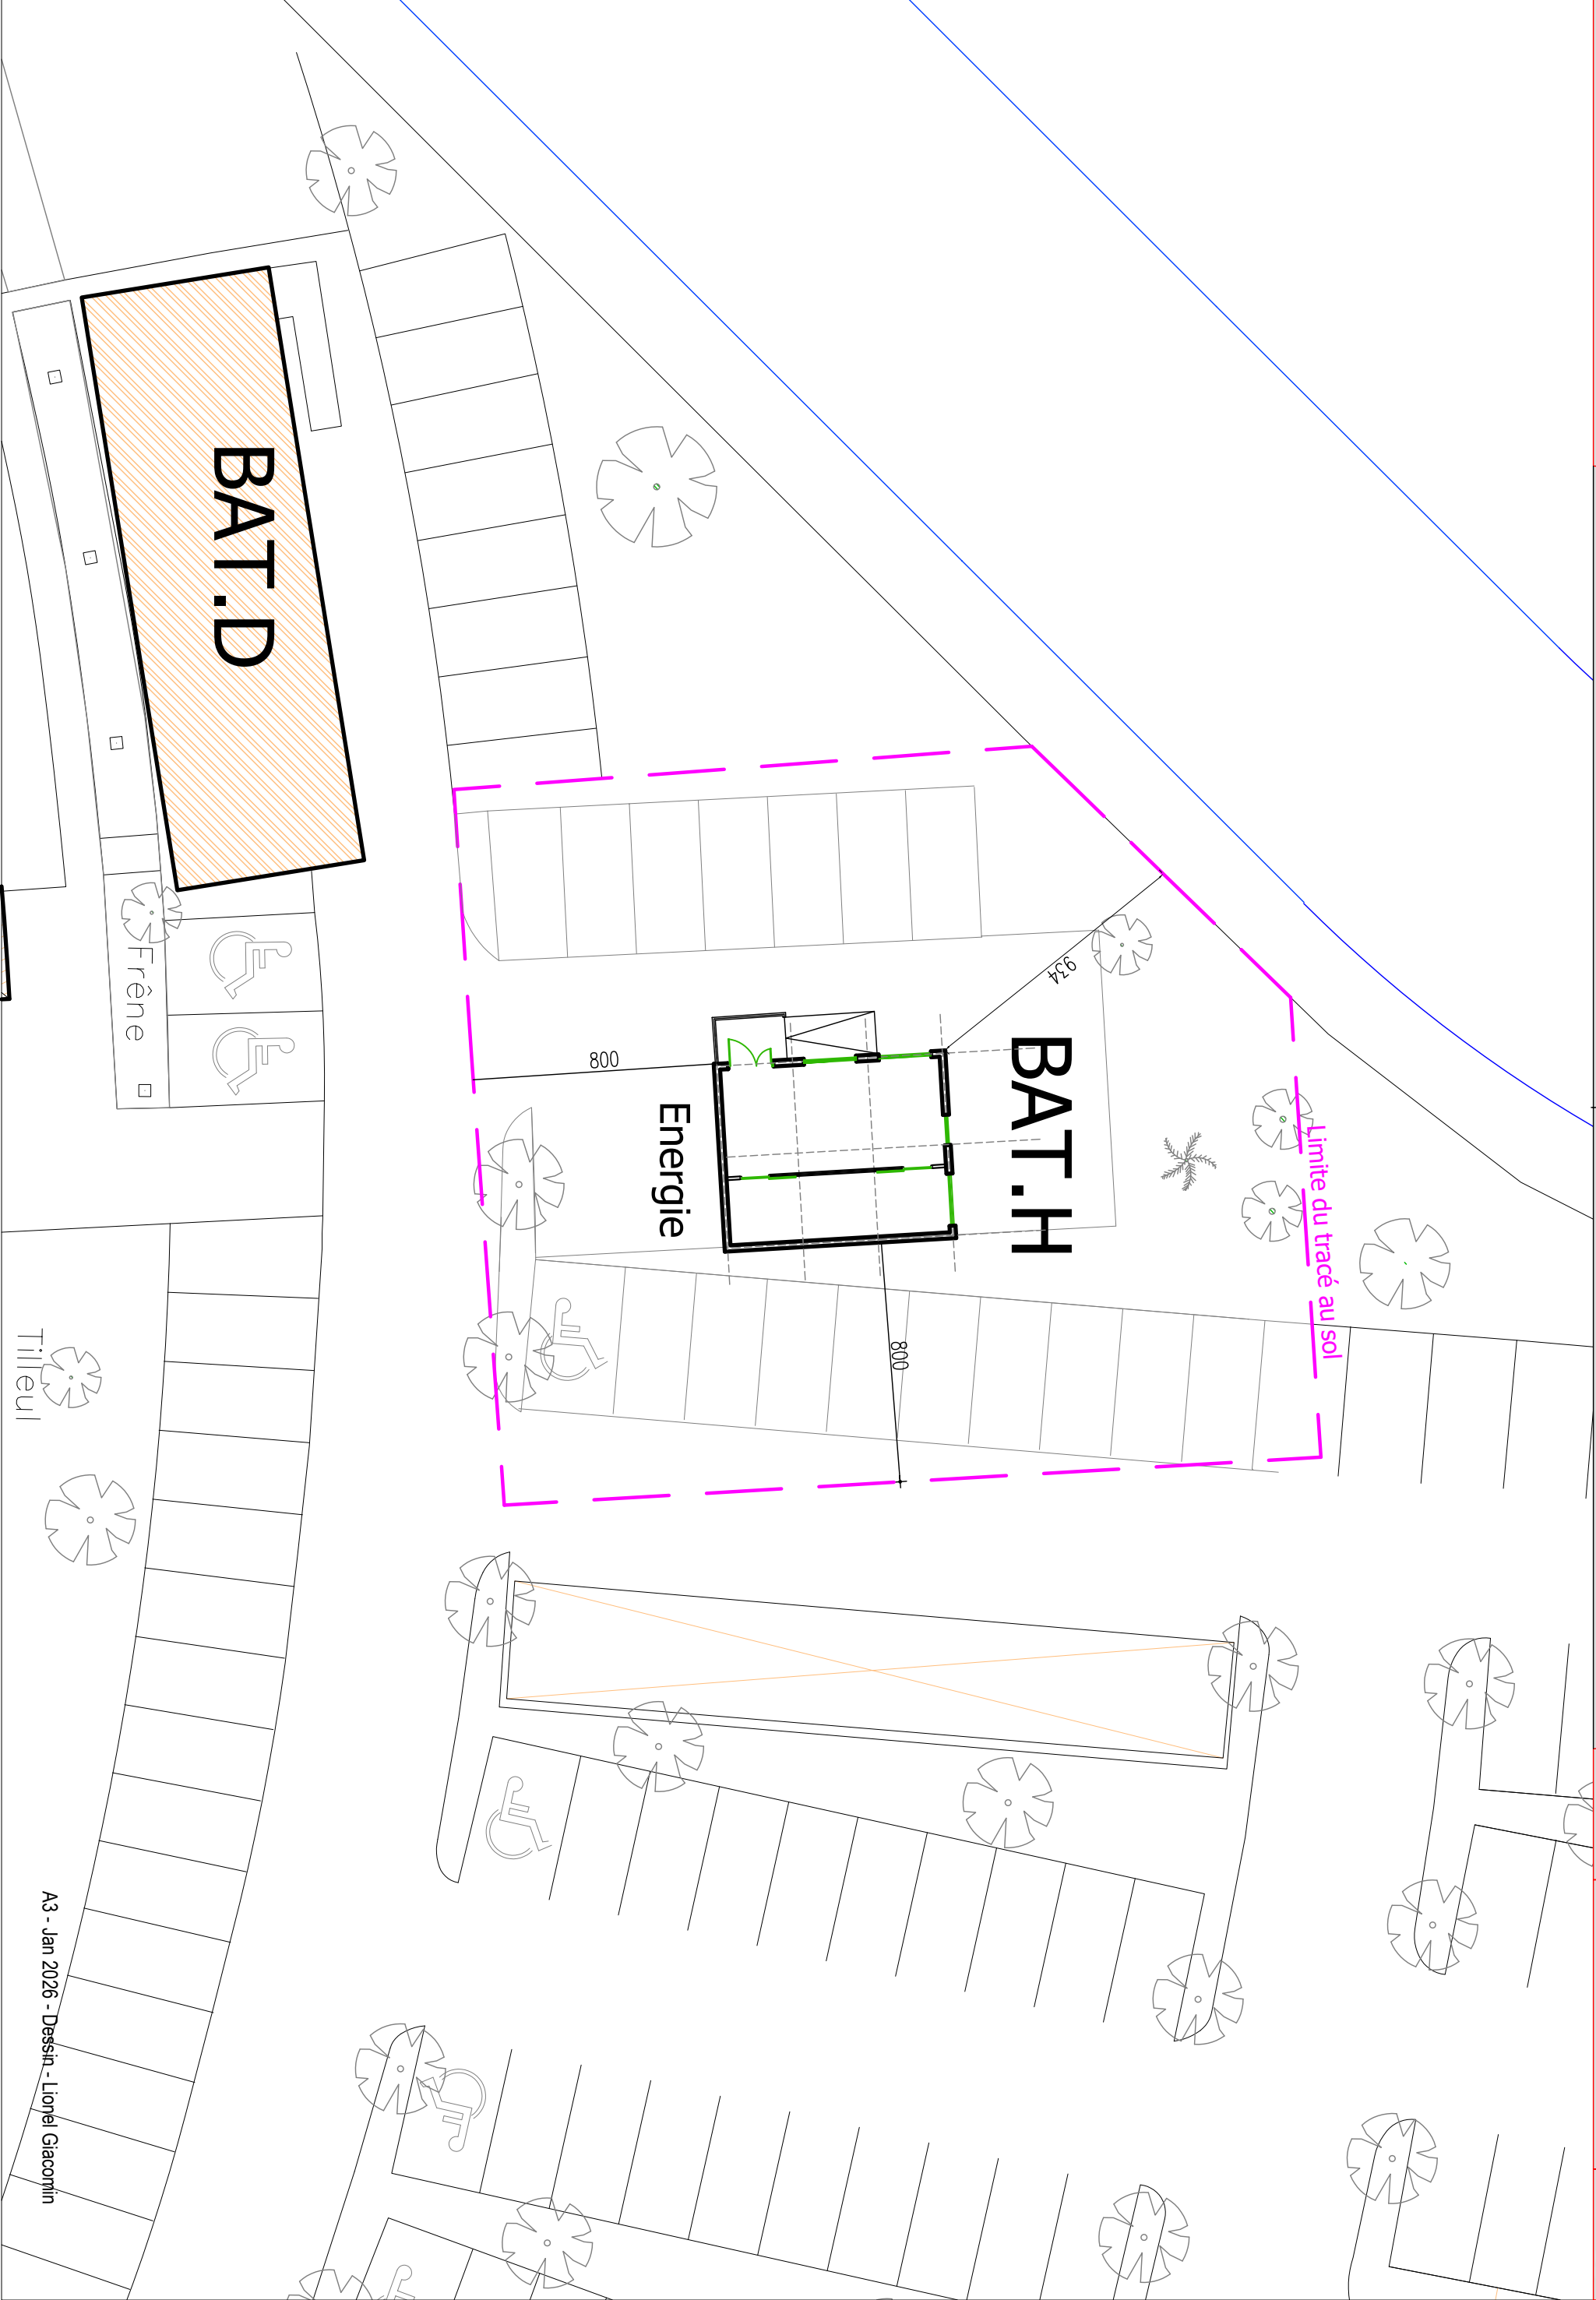 BAT.D
Frêne
934
BAT.H
800
Energie
Limite du tracé au sol
800
Tilleul
A3 - Jan 2026 - Dessin - Lionel Giacomin